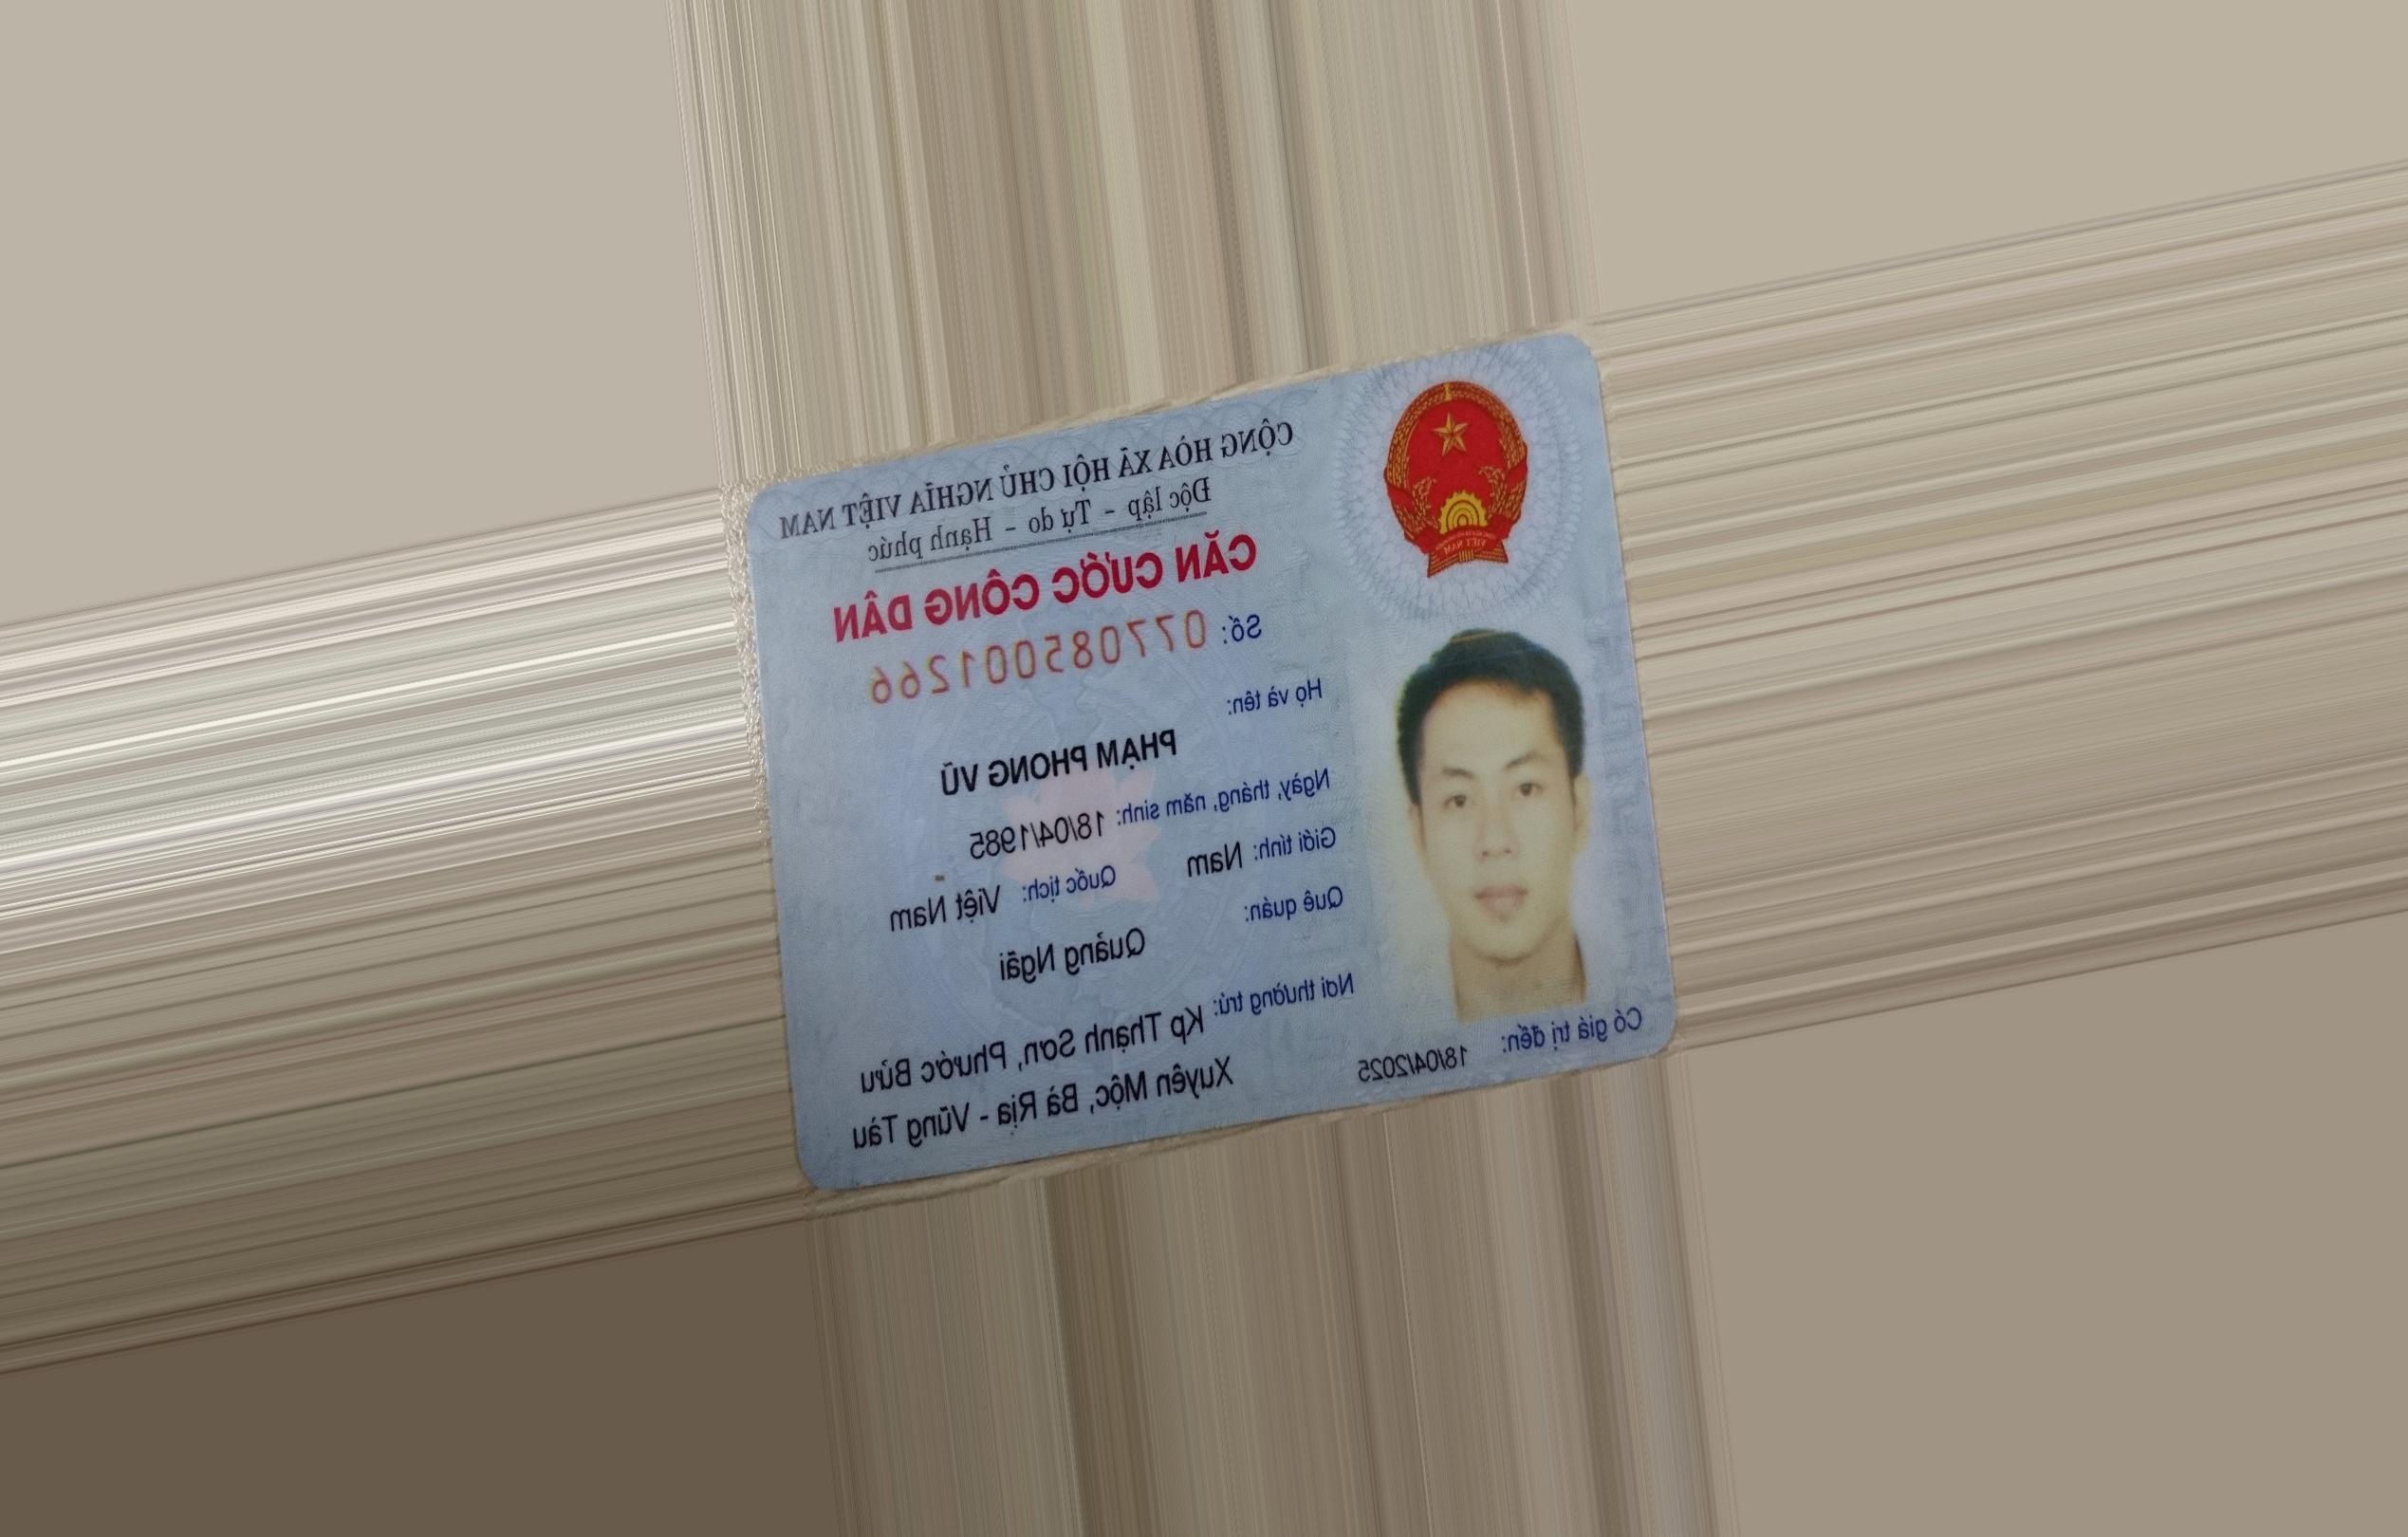 CỘNG HÒA XÃ HỘI CHỦ NGHĨA VIỆT NAM
Độc lập - Tự do - Hạnh phúc
CĂN CƯỚC CÔNG DÂN
Số: 077085001266
Họ và tên:
PHẠM PHONG VŨ
Ngày, tháng, năm sinh: 18/04/1985
Giới tính: Nam Quốc tịch: Việt Nam
Quê quán:
Quảng Ngãi
Nơi thường trú: Kp Thạnh Sơn, Phước Bửu
Xuyên Mộc, Bà Rịa - Vũng Tàu
Có giá trị đến: 18/04/2025
VIỆT NAM